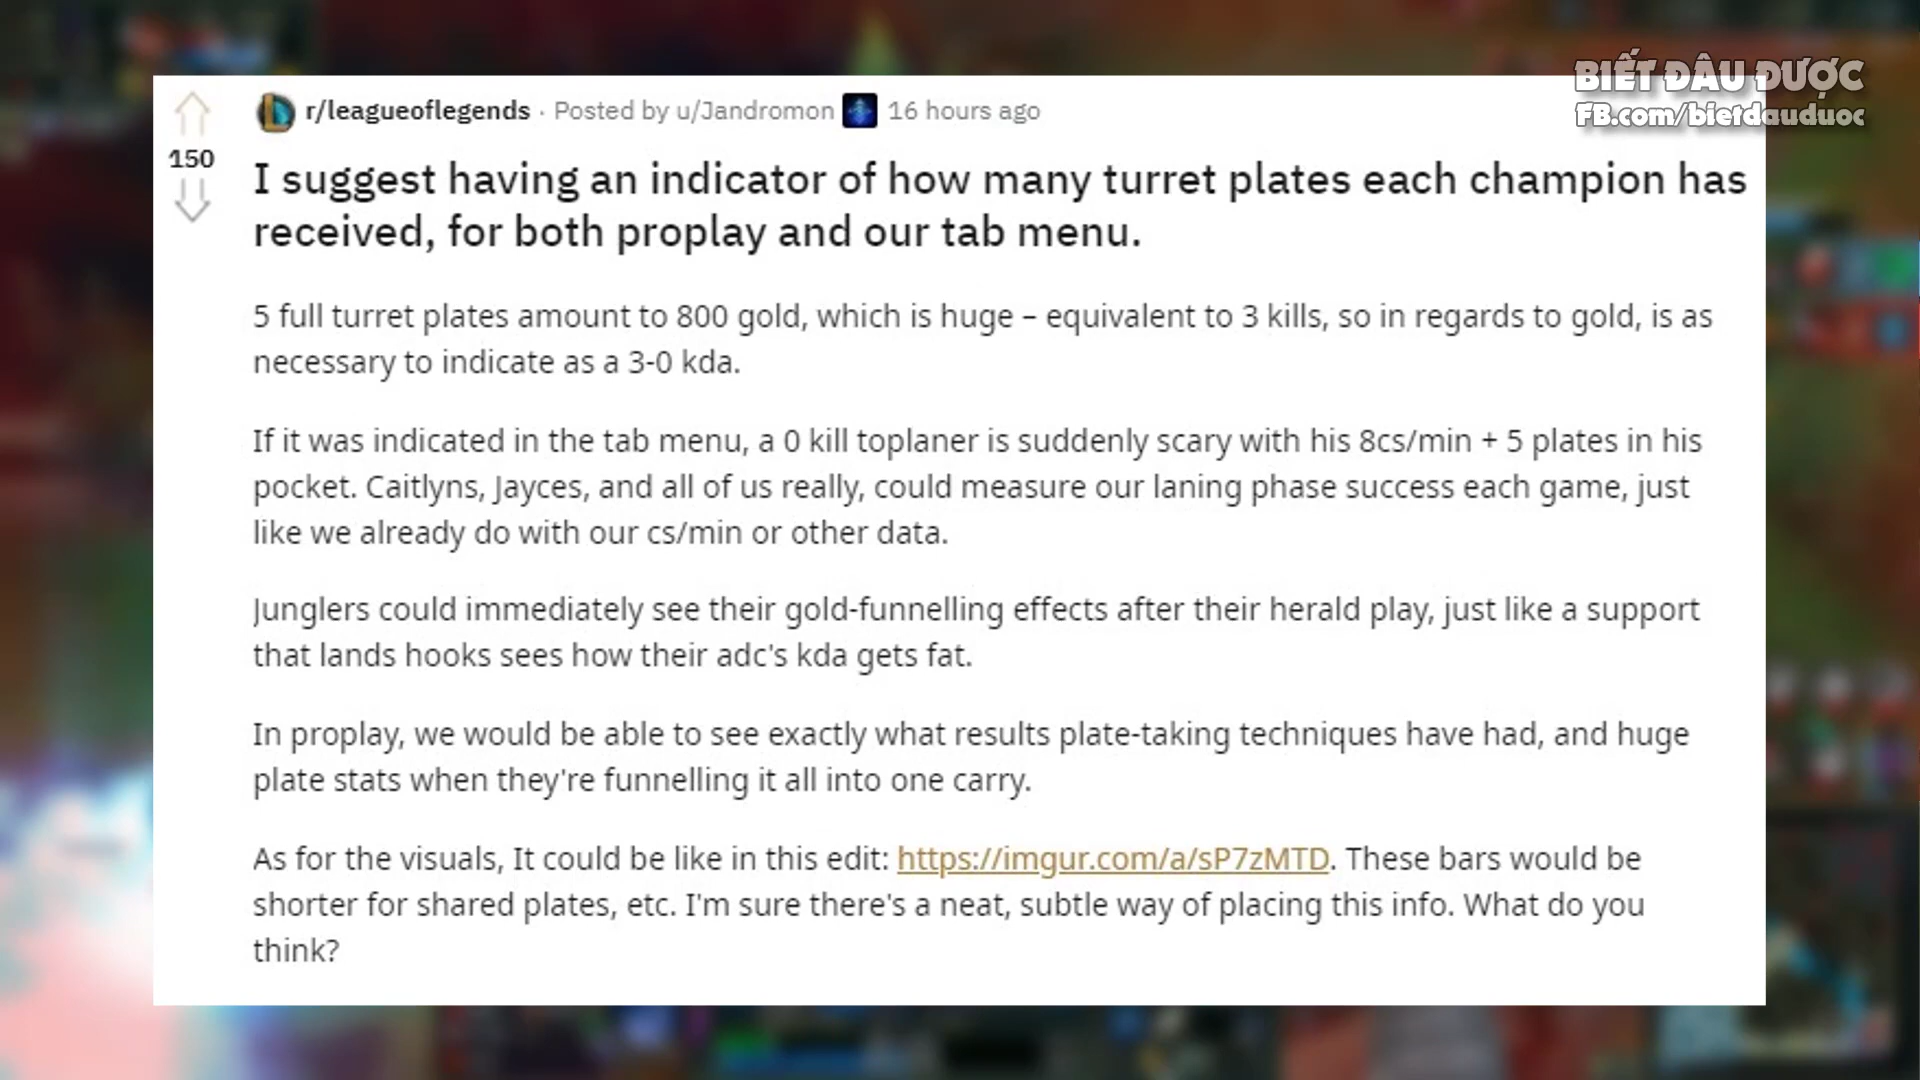 BIẾT ĐÂU ĐƯỢC
FB.com/bietdauduoc
r/leagueoflegends · Posted by u/Jandromon 16 hours ago
150
I suggest having an indicator of how many turret plates each champion has
received, for both proplay and our tab menu.
5 full turret plates amount to 800 gold, which is huge – equivalent to 3 kills, so in regards to gold, is as
necessary to indicate as a 3-0 kda.
If it was indicated in the tab menu, a 0 kill toplaner is suddenly scary with his 8cs/min + 5 plates in his
pocket. Caitlyns, Jayces, and all of us really, could measure our laning phase success each game, just
like we already do with our cs/min or other data.
Junglers could immediately see their gold-funnelling effects after their herald play, just like a support
that lands hooks sees how their adc's kda gets fat.
In proplay, we would be able to see exactly what results plate-taking techniques have had, and huge
plate stats when they're funnelling it all into one carry.
As for the visuals, It could be like in this edit: https://imgur.com/a/sP7zMTD. These bars would be
shorter for shared plates, etc. I'm sure there's a neat, subtle way of placing this info. What do you
think?